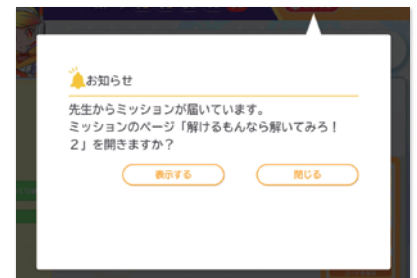 お知らせ
先生からミッションが届いています。
ミッションのページ「解けるもんなら解いてみろ！
２」を開きますか？
表示する
閉じる